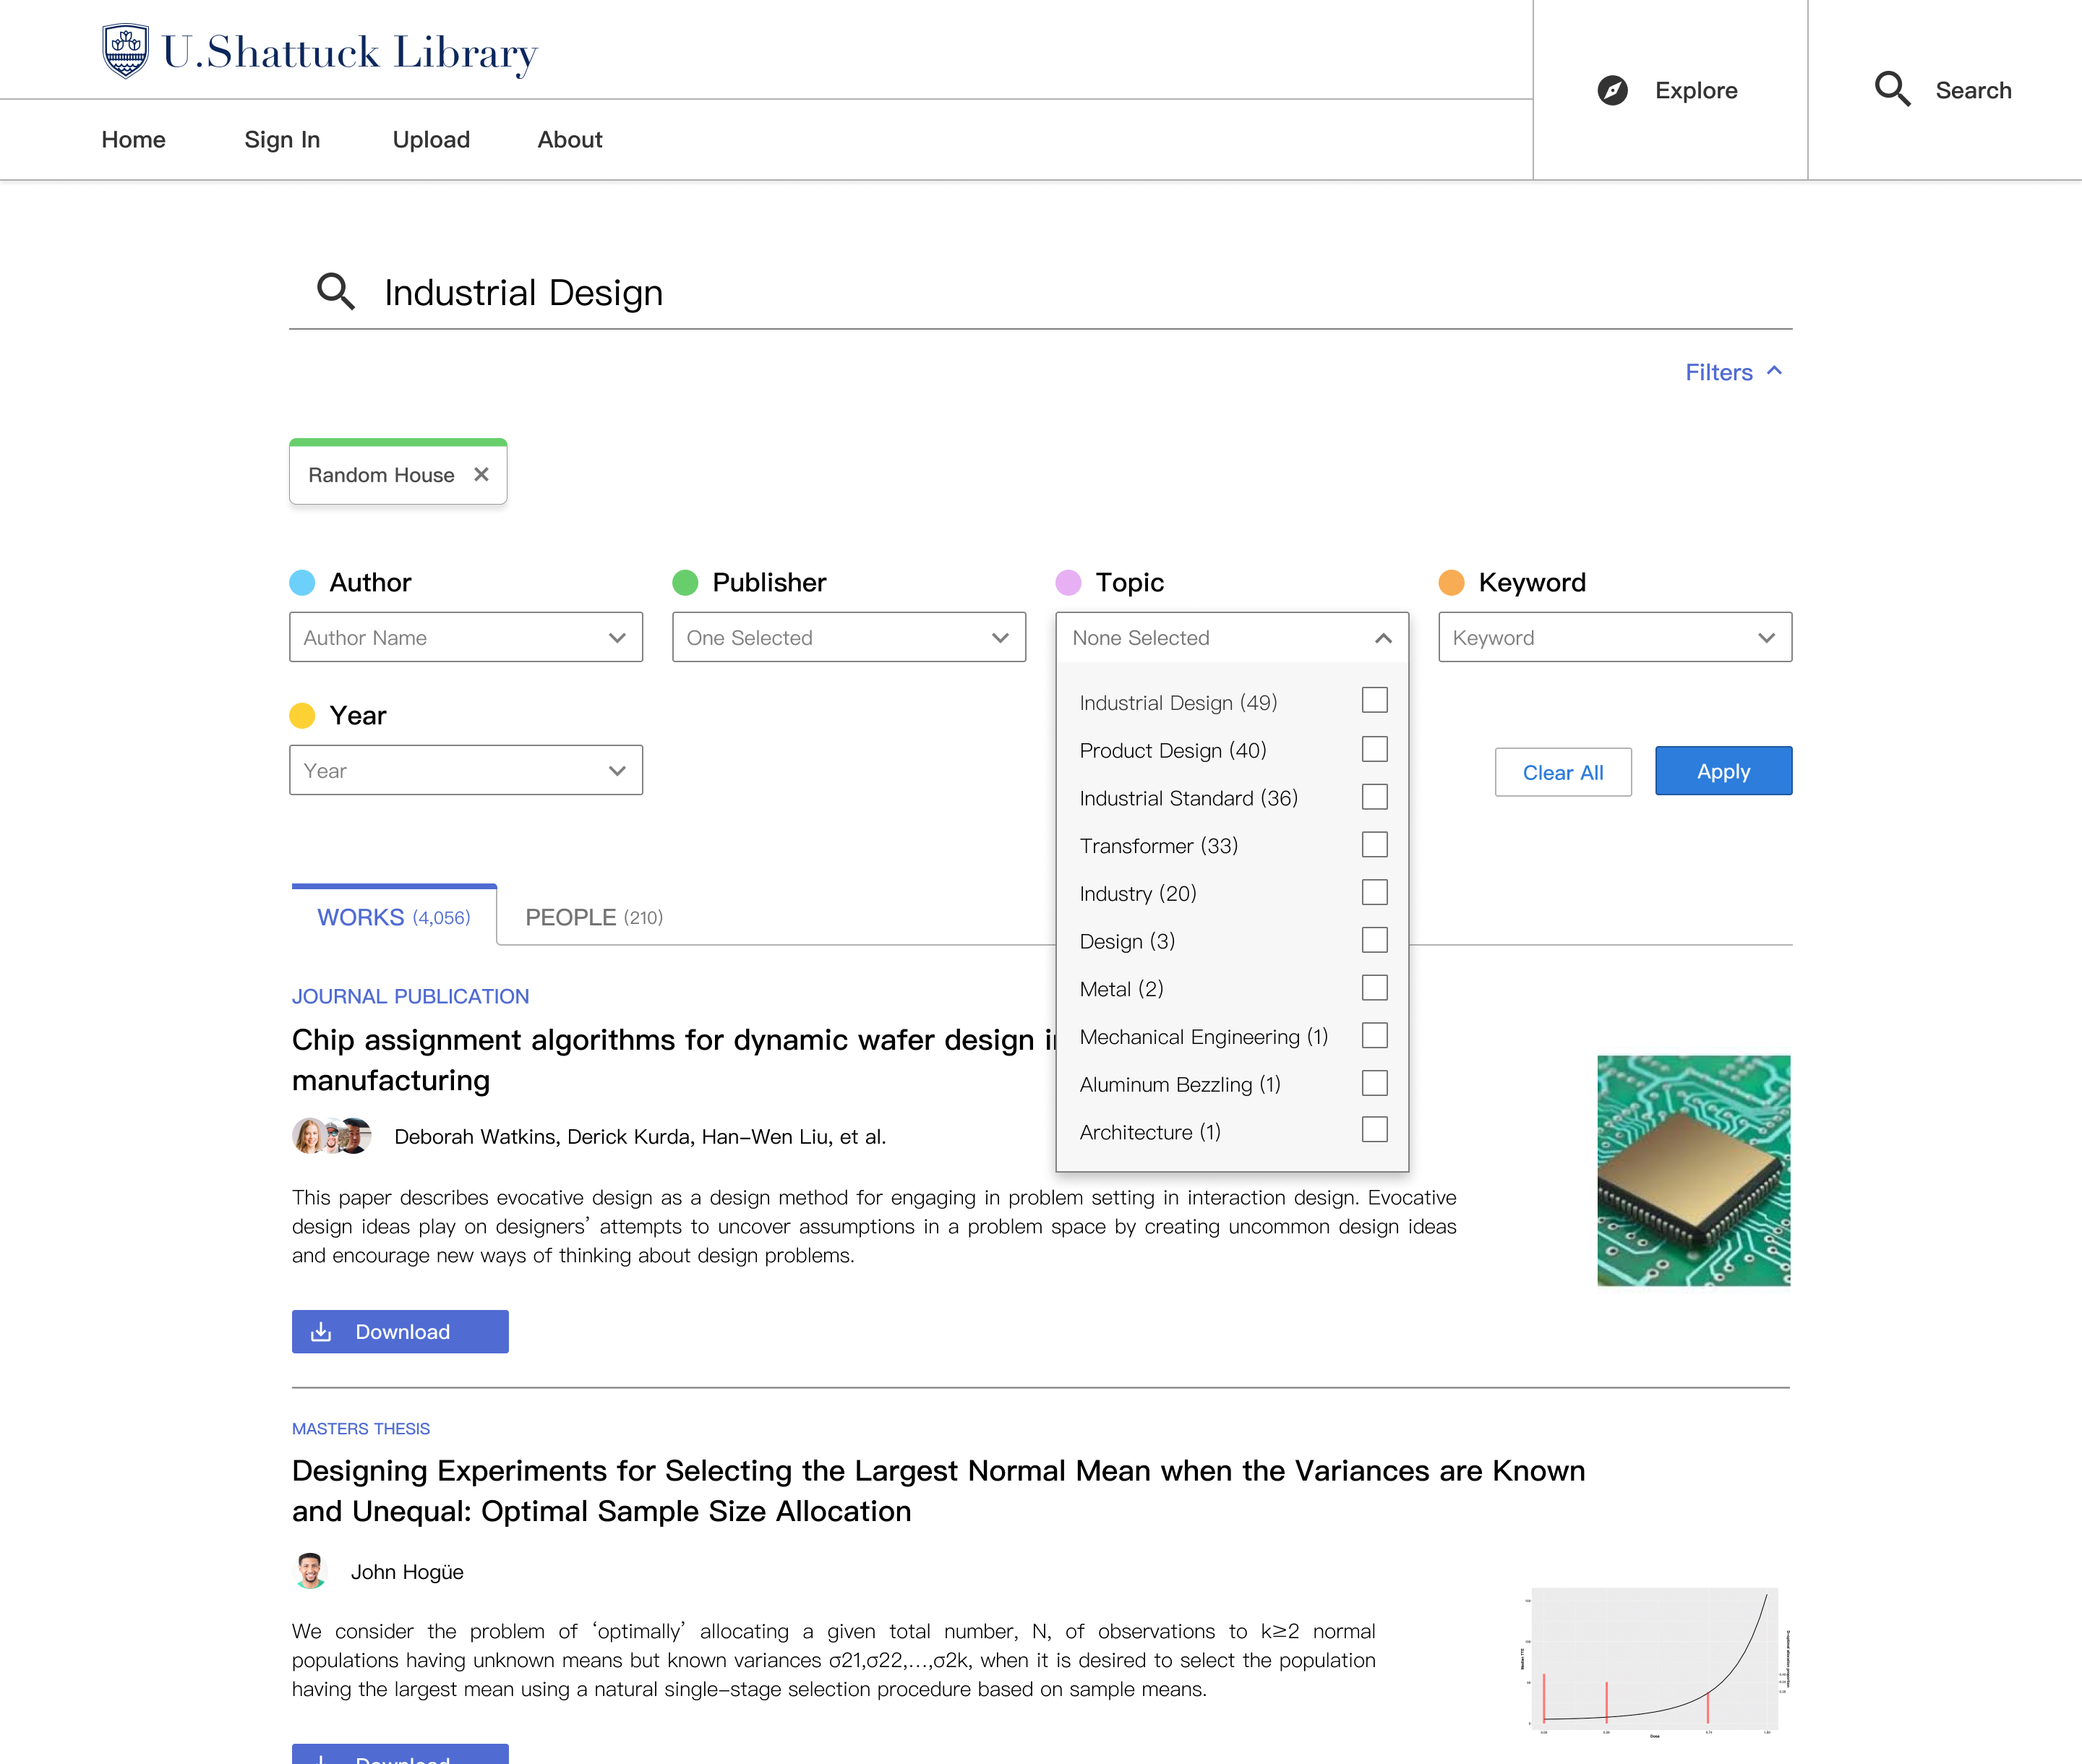 U.Shattuck Library
Explore
Search
Home
Sign In
Upload
About
Industrial Design
Filters
Random House
Author
Publisher
Topic
Keyword
Author Name
One Selected
None Selected
Keyword
Industrial Design (49)
Product Design (40)
Industrial Standard (36)
Transformer (33)
Industry (20)
Design (3)
Metal (2)
Mechanical Engineering (1)
Aluminum Bezzling (1)
Architecture (1)
Year
Year
Clear All
Apply
WORKS (4,056)
PEOPLE (210)
JOURNAL PUBLICATION
Chip assignment algorithms for dynamic wafer design
manufacturing
Deborah Watkins, Derick Kurda, Han-Wen Liu, et al.
This paper describes evocative design as a design method for engaging in problem setting in interaction design. Evocative
design ideas play on designers’ attempts to uncover assumptions in a problem space by creating uncommon design ideas
and encourage new ways of thinking about design problems.
Download
MASTERS THESIS
Designing Experiments for Selecting the Largest Normal Mean when the Variances are Known
and Unequal: Optimal Sample Size Allocation
John Hogüe
We consider the problem of ‘optimally’ allocating a given total number, N, of observations to k≥2 normal
populations having unknown means but known variances σ21,σ22,...,σ2k, when it is desired to select the population
having the largest mean using a natural single-stage selection procedure based on sample means.
Download